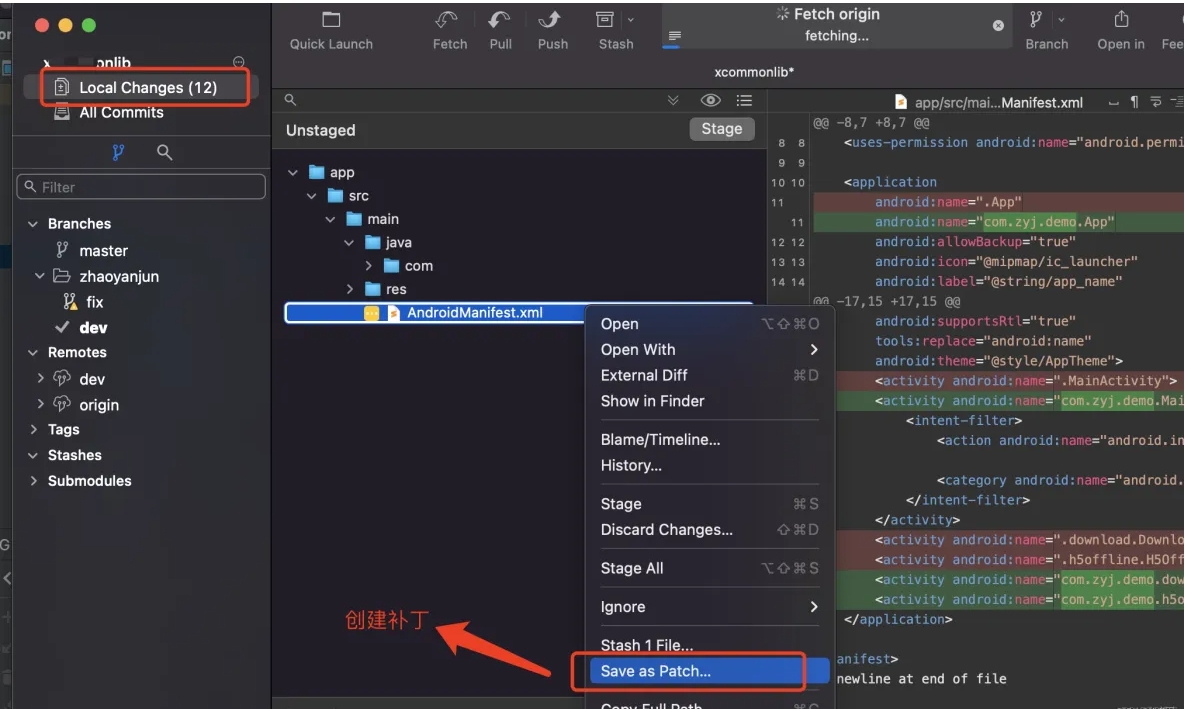 Quick Launch
Fetch
Pull
Push
Stash
Fetch origin
fetching...
Branch
Open in
Fee
xcommonlib*
onlib
Local Changes (12)
All Commits
Filter
Branches
master
zhaoyanjun
fix
dev
Remotes
dev
origin
Tags
Stashes
Submodules
Unstaged
Stage
app
src
main
java
com
res
AndroidManifest.xml
Open ⌥⇧⌘O
Open With
External Diff ⌘D
Show in Finder
Blame/Timeline...
History...
Stage ⌘S
Discard Changes... ⇧⌘D
Stage All ⌥⇧⌘S
Ignore
Stash 1 File...
Save as Patch...
Copy Full Path
创建补丁
app/src/mai...Manifest.xml
@@ -8,7 +8,7 @@
8 8 <uses-permission android:name="android.permi
9 9
10 10 <application
11 android:name=".App"
11 android:name="com.zyj.demo.App"
12 12 android:allowBackup="true"
13 13 android:icon="@mipmap/ic_launcher"
14 14 android:label="@string/app_name"
@@ -17,15 +17,15 @@
android:supportsRtl="true"
tools:replace="android:name"
android:theme="@style/AppTheme">
<activity android:name=".MainActivity">
<activity android:name="com.zyj.demo.Mai
<intent-filter>
<action android:name="android.in
<category android:name="android.
</intent-filter>
</activity>
<activity android:name=".download.Downlo
<activity android:name=".h5offline.H5Off
<activity android:name="com.zyj.demo.dow
<activity android:name="com.zyj.demo.h5o
</application>
anifest>
newline at end of file